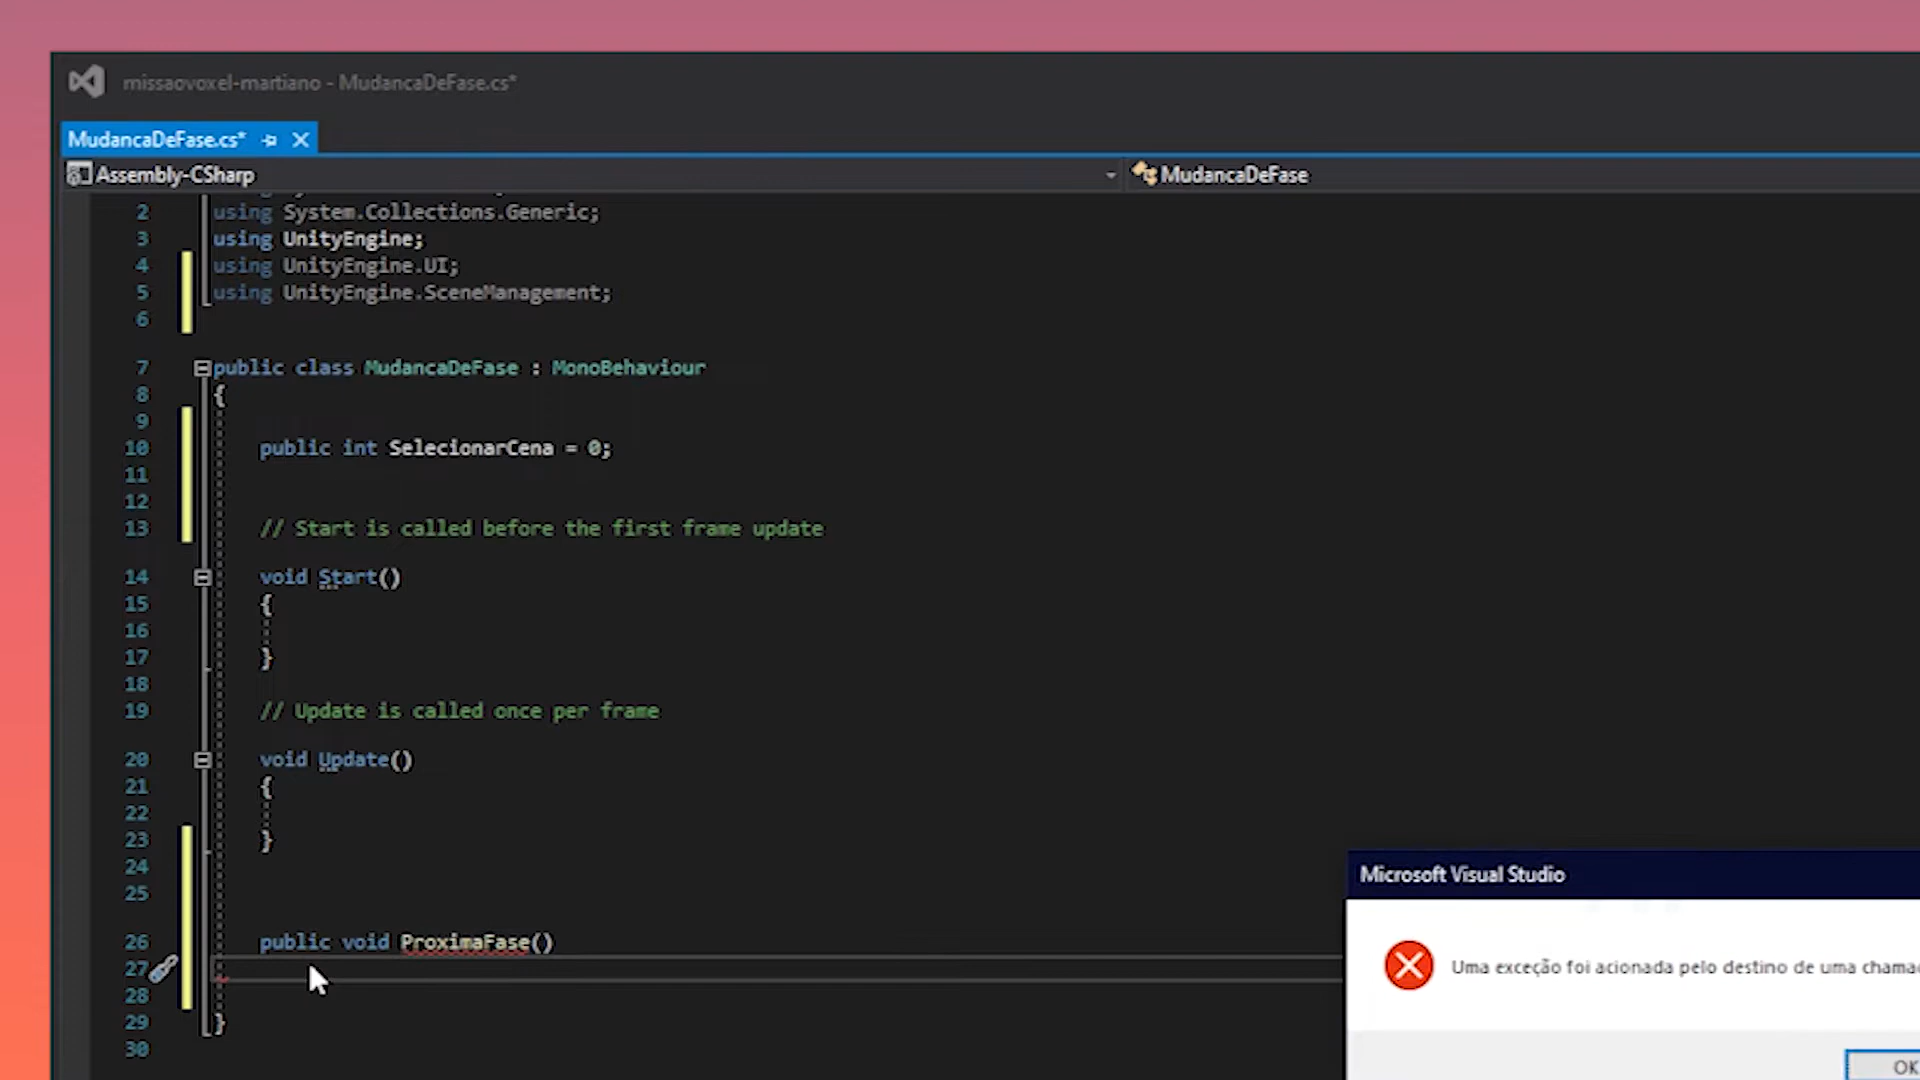 missaovoxel-martiano - MudancaDeFase.cs*
MudancaDeFase.cs*
Assembly-CSharp
MudancaDeFase
2 using System.Collections.Generic;
3 using UnityEngine;
4 using UnityEngine.UI;
5 using UnityEngine.SceneManagement;
6
7 public class MudancaDeFase : MonoBehaviour
8 {
9
10 public int SelecionarCena = 0;
11
12
13 // Start is called before the first frame update
14 void Start()
15 {
16
17 }
18
19 // Update is called once per frame
20 void Update()
21 {
22
23 }
24
25
26 public void ProximaFase()
27
28
29 }
30
Microsoft Visual Studio
Uma exceção foi acionada pelo destino de uma chama
OK